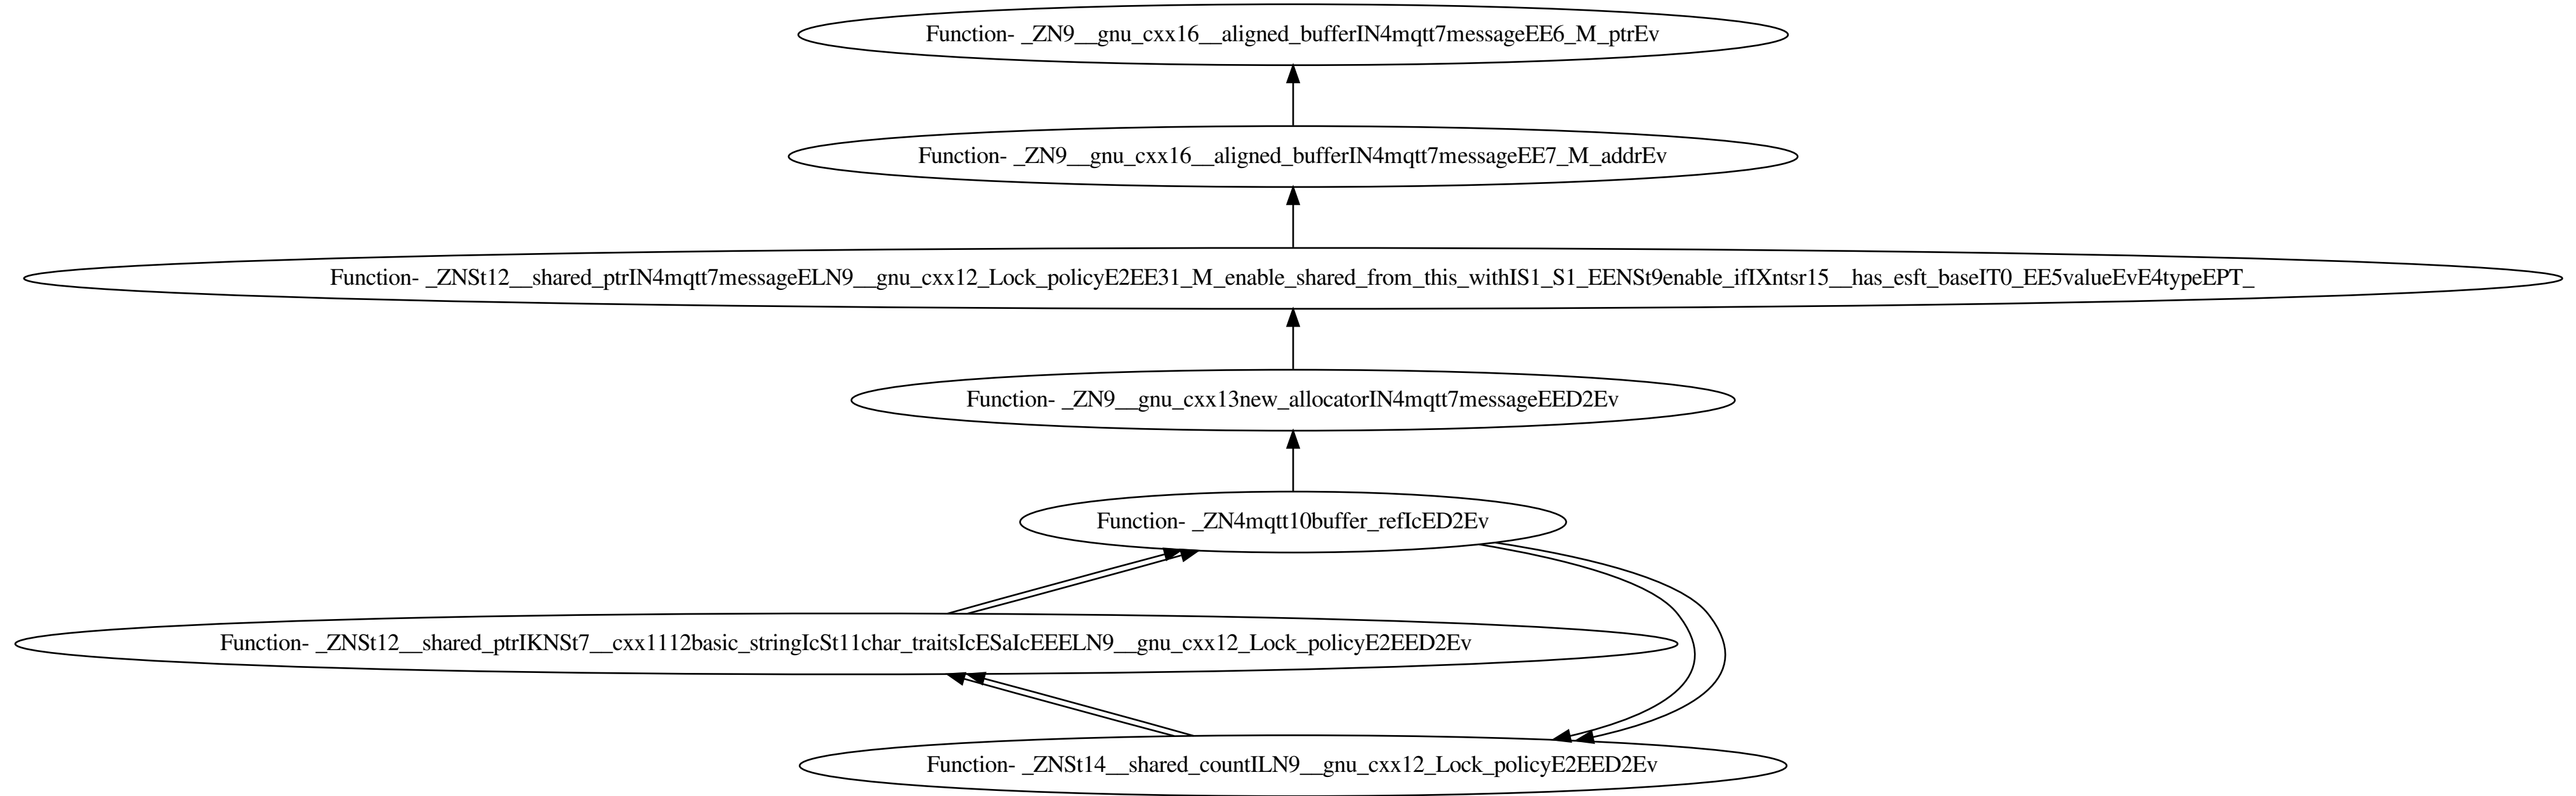 Function- _ZN9__gnu_cxx16__aligned_bufferIN4mqtt7messageEE6_M_ptrEv
Function- _ZN9__gnu_cxx16__aligned_bufferIN4mqtt7messageEE7_M_addrEv
Function- _ZNSt12__shared_ptrIN4mqtt7messageELN9__gnu_cxx12_Lock_policyE2EE31_M_enable_shared_from_this_withIS1_S1_EENSt9enable_ifIXntsr15__has_esft_baseIT0_EE5valueEvE4typeEPT_
Function- _ZN9__gnu_cxx13new_allocatorIN4mqtt7messageEED2Ev
Function- _ZN4mqtt10buffer_refIcED2Ev
Function- _ZNSt12__shared_ptrIKNSt7__cxx1112basic_stringIcSt11char_traitsIcESaIcEEELN9__gnu_cxx12_Lock_policyE2EED2Ev
Function- _ZNSt14__shared_countILN9__gnu_cxx12_Lock_policyE2EED2Ev